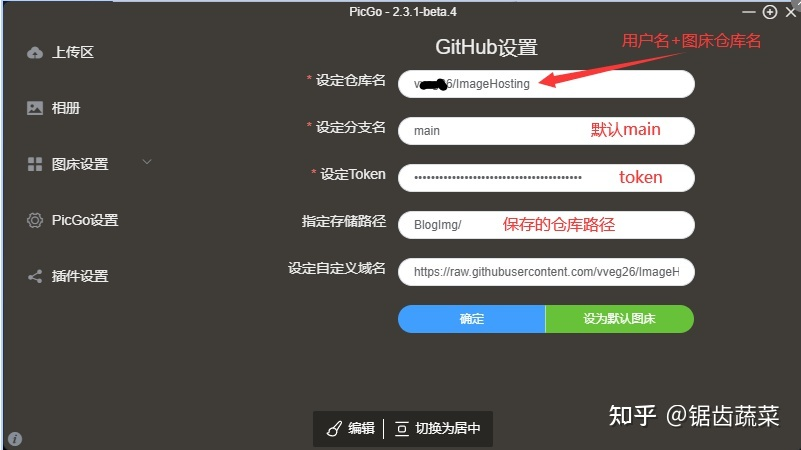 PicGo - 2.3.1-beta.4
上传区
相册
图床设置
PicGo设置
插件设置
GitHub设置
用户名+图床仓库名
* 设定仓库名
6/ImageHosting
* 设定分支名
main
默认main
* 设定Token
token
指定存储路径
BlogImg/
保存的仓库路径
设定自定义域名
https://raw.githubusercontent.com/vveg26/ImageH
确定
设为默认图床
编辑
切换为居中
知乎 @锯齿蔬菜